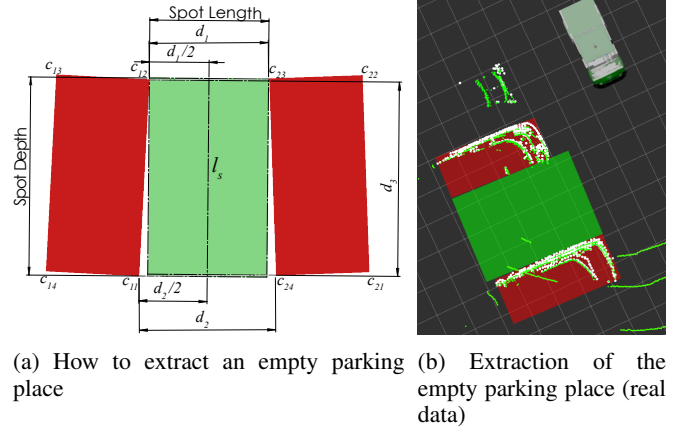 Spot Length
d₁
d₁/2
c₁₃
c₁₂
c₂₃
c₂₂
Spot Depth
lₛ
d₃
c₁₄
c₁₁
d₂/2
c₂₄
c₂₁
d₂
(a) How to extract an empty parking
place
(b) Extraction of the
empty parking place (real
data)